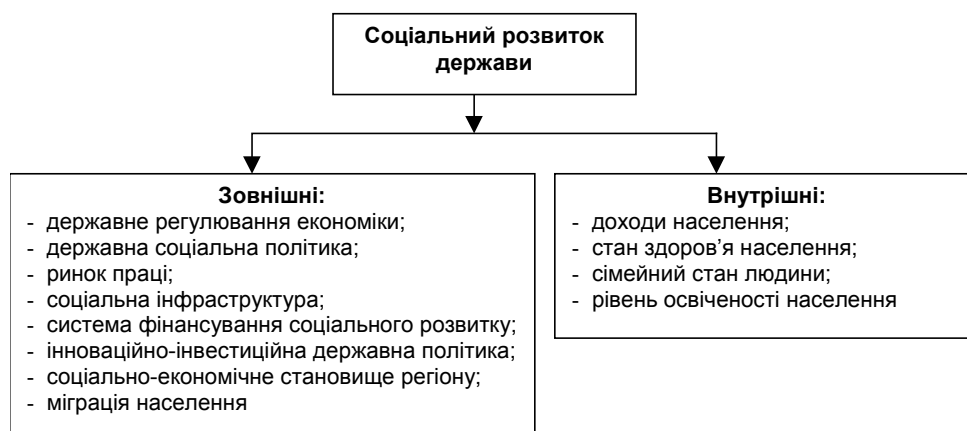 Соціальний розвиток
держави
Зовнішні:
- державне регулювання економіки;
- державна соціальна політика;
- ринок праці;
- соціальна інфраструктура;
- система фінансування соціального розвитку;
- інноваційно-інвестиційна державна політика;
- соціально-економічне становище регіону;
- міграція населення
Внутрішні:
- доходи населення;
- стан здоров’я населення;
- сімейний стан людини;
- рівень освіченості населення